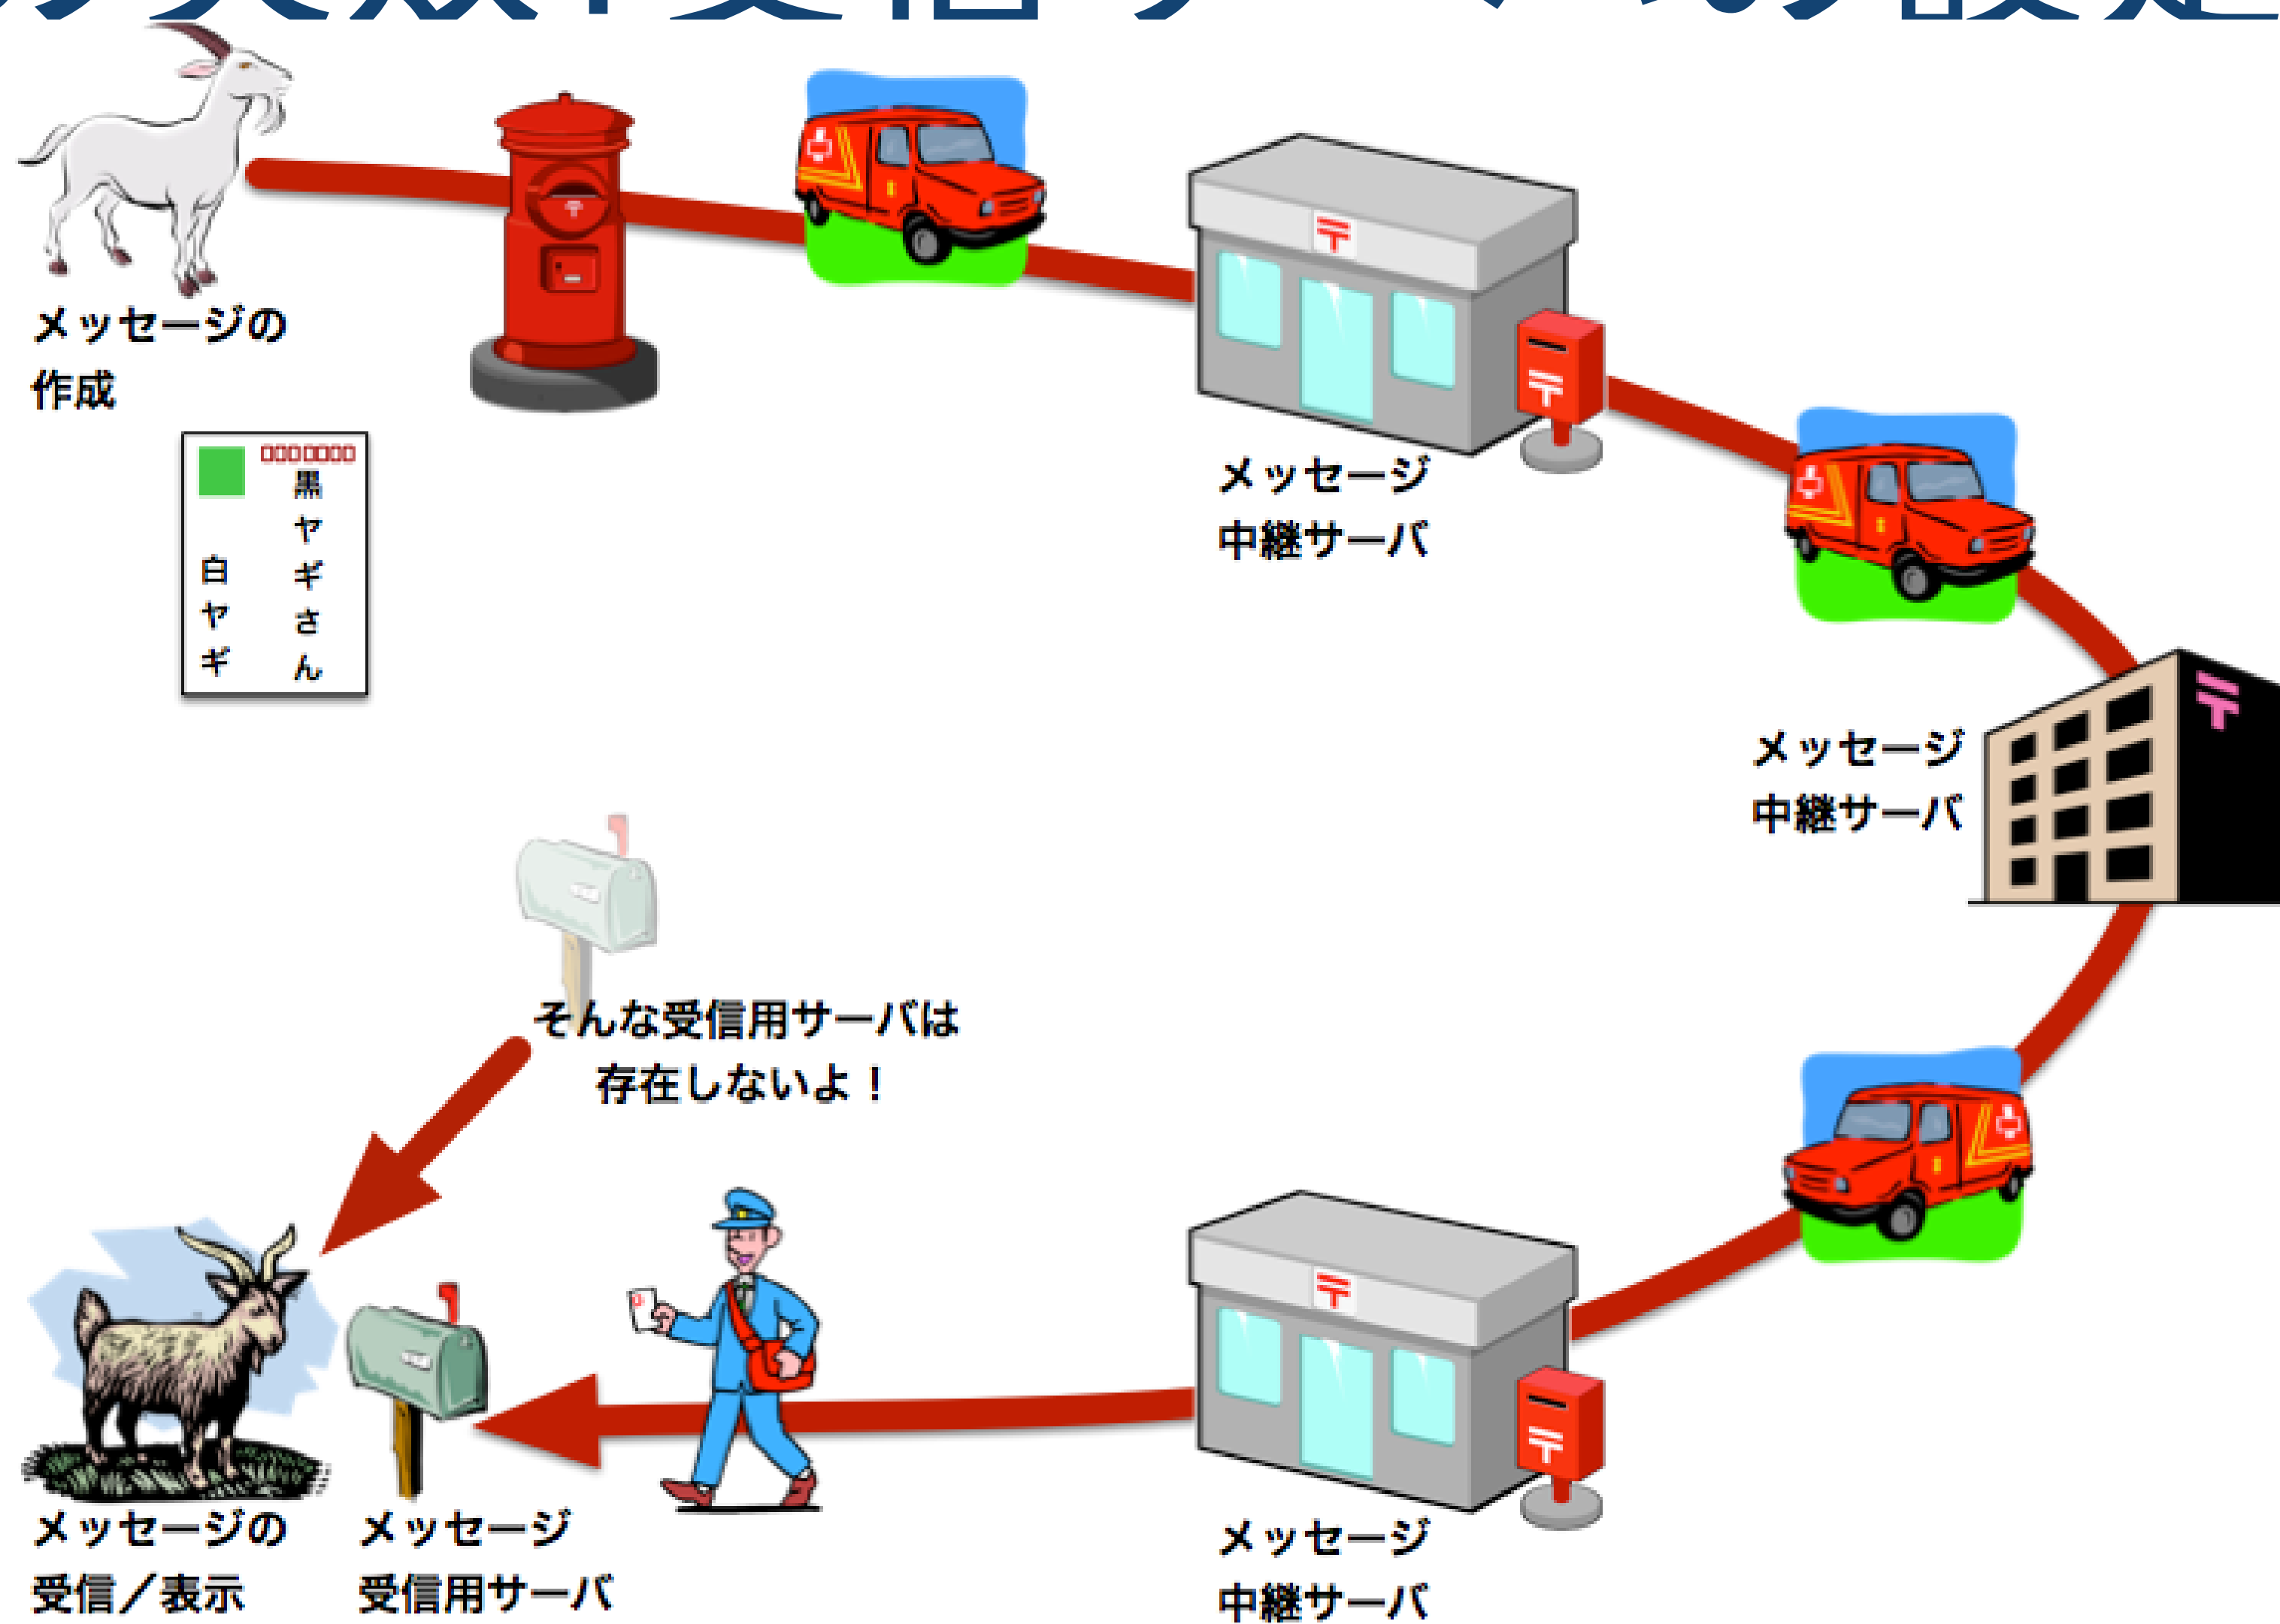 メッセージの
作成
黒ヤギさん
白ヤギ
メッセージ
中継サーバ
メッセージ
中継サーバ
そんな受信用サーバは
存在しないよ！
メッセージの
受信／表示
メッセージ
受信用サーバ
メッセージ
中継サーバ